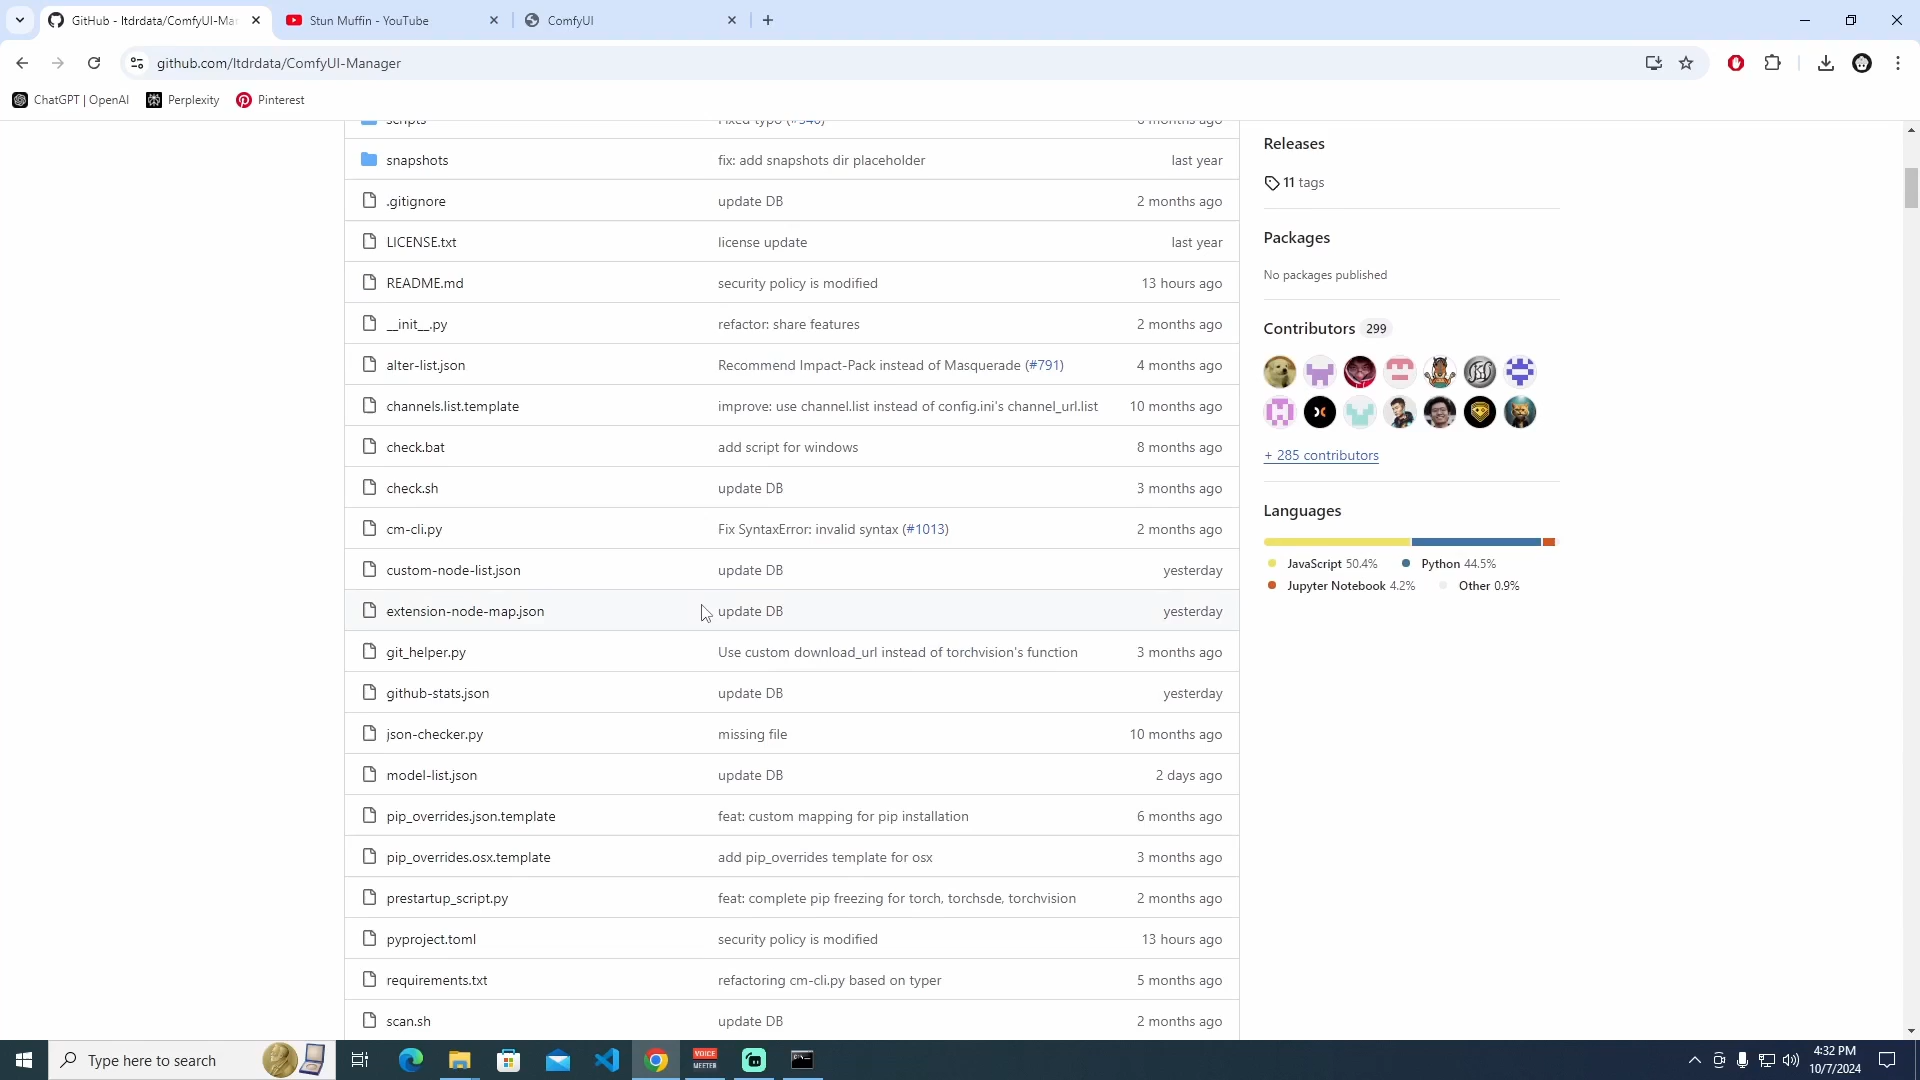 GitHub - ltdrdata/ComfyUI-Ma
Stun Muffin - YouTube
ComfyUI
github.com/ltdrdata/ComfyUI-Manager
ChatGPT | OpenAI
Perplexity
Pinterest
scripts Fixed typo (#540)
snapshots fix: add snapshots dir placeholder last year
.gitignore update DB 2 months ago
LICENSE.txt license update last year
README.md security policy is modified 13 hours ago
__init__.py refactor: share features 2 months ago
alter-list.json Recommend Impact-Pack instead of Masquerade (#791) 4 months ago
channels.list.template improve: use channel.list instead of config.ini's channel_url.list 10 months ago
check.bat add script for windows 8 months ago
check.sh update DB 3 months ago
cm-cli.py Fix SyntaxError: invalid syntax (#1013) 2 months ago
custom-node-list.json update DB yesterday
extension-node-map.json update DB yesterday
git_helper.py Use custom download_url instead of torchvision's function 3 months ago
github-stats.json update DB yesterday
json-checker.py missing file 10 months ago
model-list.json update DB 2 days ago
pip_overrides.json.template feat: custom mapping for pip installation 6 months ago
pip_overrides.osx.template add pip_overrides template for osx 3 months ago
prestartup_script.py feat: complete pip freezing for torch, torchsde, torchvision 2 months ago
pyproject.toml security policy is modified 13 hours ago
requirements.txt refactoring cm-cli.py based on typer 5 months ago
scan.sh update DB 2 months ago
Releases
11 tags
Packages
No packages published
Contributors 299
+ 285 contributors
Languages
JavaScript 50.4% Python 44.5%
Jupyter Notebook 4.2% Other 0.9%
Type here to search
VOICE
MEETER
4:32 PM
10/7/2024